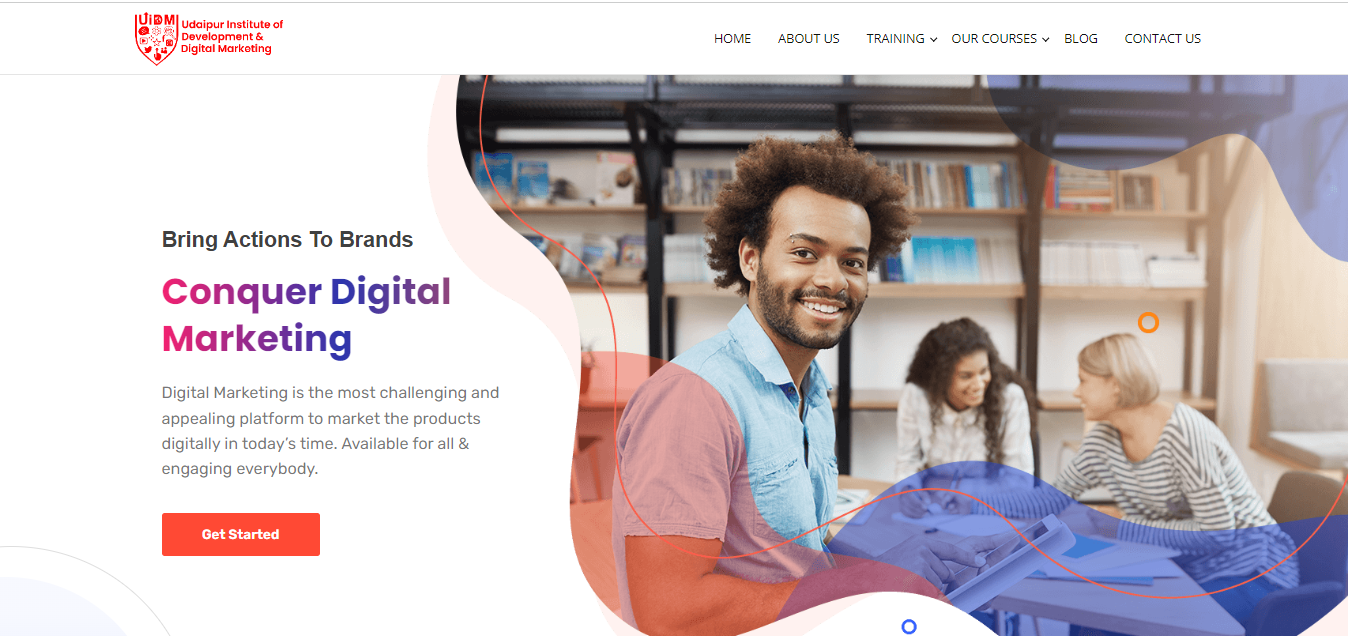 UiDM
Udaipur Institute of
Development &
Digital Marketing
HOME ABOUT US TRAINING OUR COURSES BLOG CONTACT US
Bring Actions To Brands
Conquer Digital
Marketing
Digital Marketing is the most challenging and
appealing platform to market the products
digitally in today’s time. Available for all &
engaging everybody.
Get Started